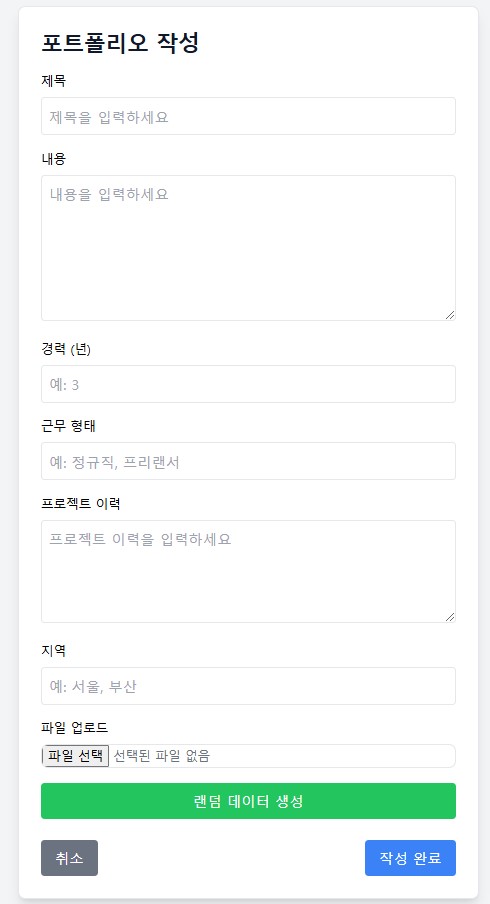 포트폴리오 작성
제목
제목을 입력하세요
내용
내용을 입력하세요
경력 (년)
예: 3
근무 형태
예: 정규직, 프리랜서
프로젝트 이력
프로젝트 이력을 입력하세요
지역
예: 서울, 부산
파일 업로드
파일 선택 선택된 파일 없음
랜덤 데이터 생성
취소 작성 완료